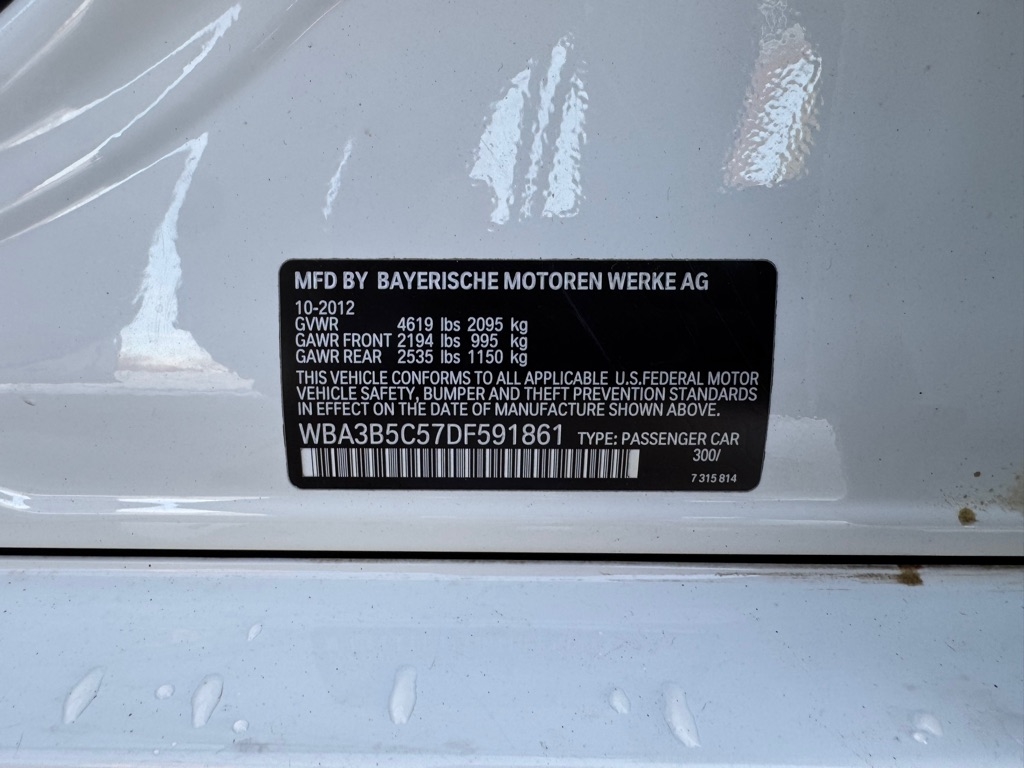 MFD BY BAYERISCHE MOTOREN WERKE AG
10-2012
GVWR 4619 lbs 2095 kg
GAWR FRONT 2194 lbs 995 kg
GAWR REAR 2535 lbs 1150 kg
THIS VEHICLE CONFORMS TO ALL APPLICABLE U.S.FEDERAL MOTOR
VEHICLE SAFETY, BUMPER AND THEFT PREVENTION STANDARDS
IN EFFECT ON THE DATE OF MANUFACTURE SHOWN ABOVE.
WBA3B5C57DF591861 TYPE: PASSENGER CAR
300/
7 315 814